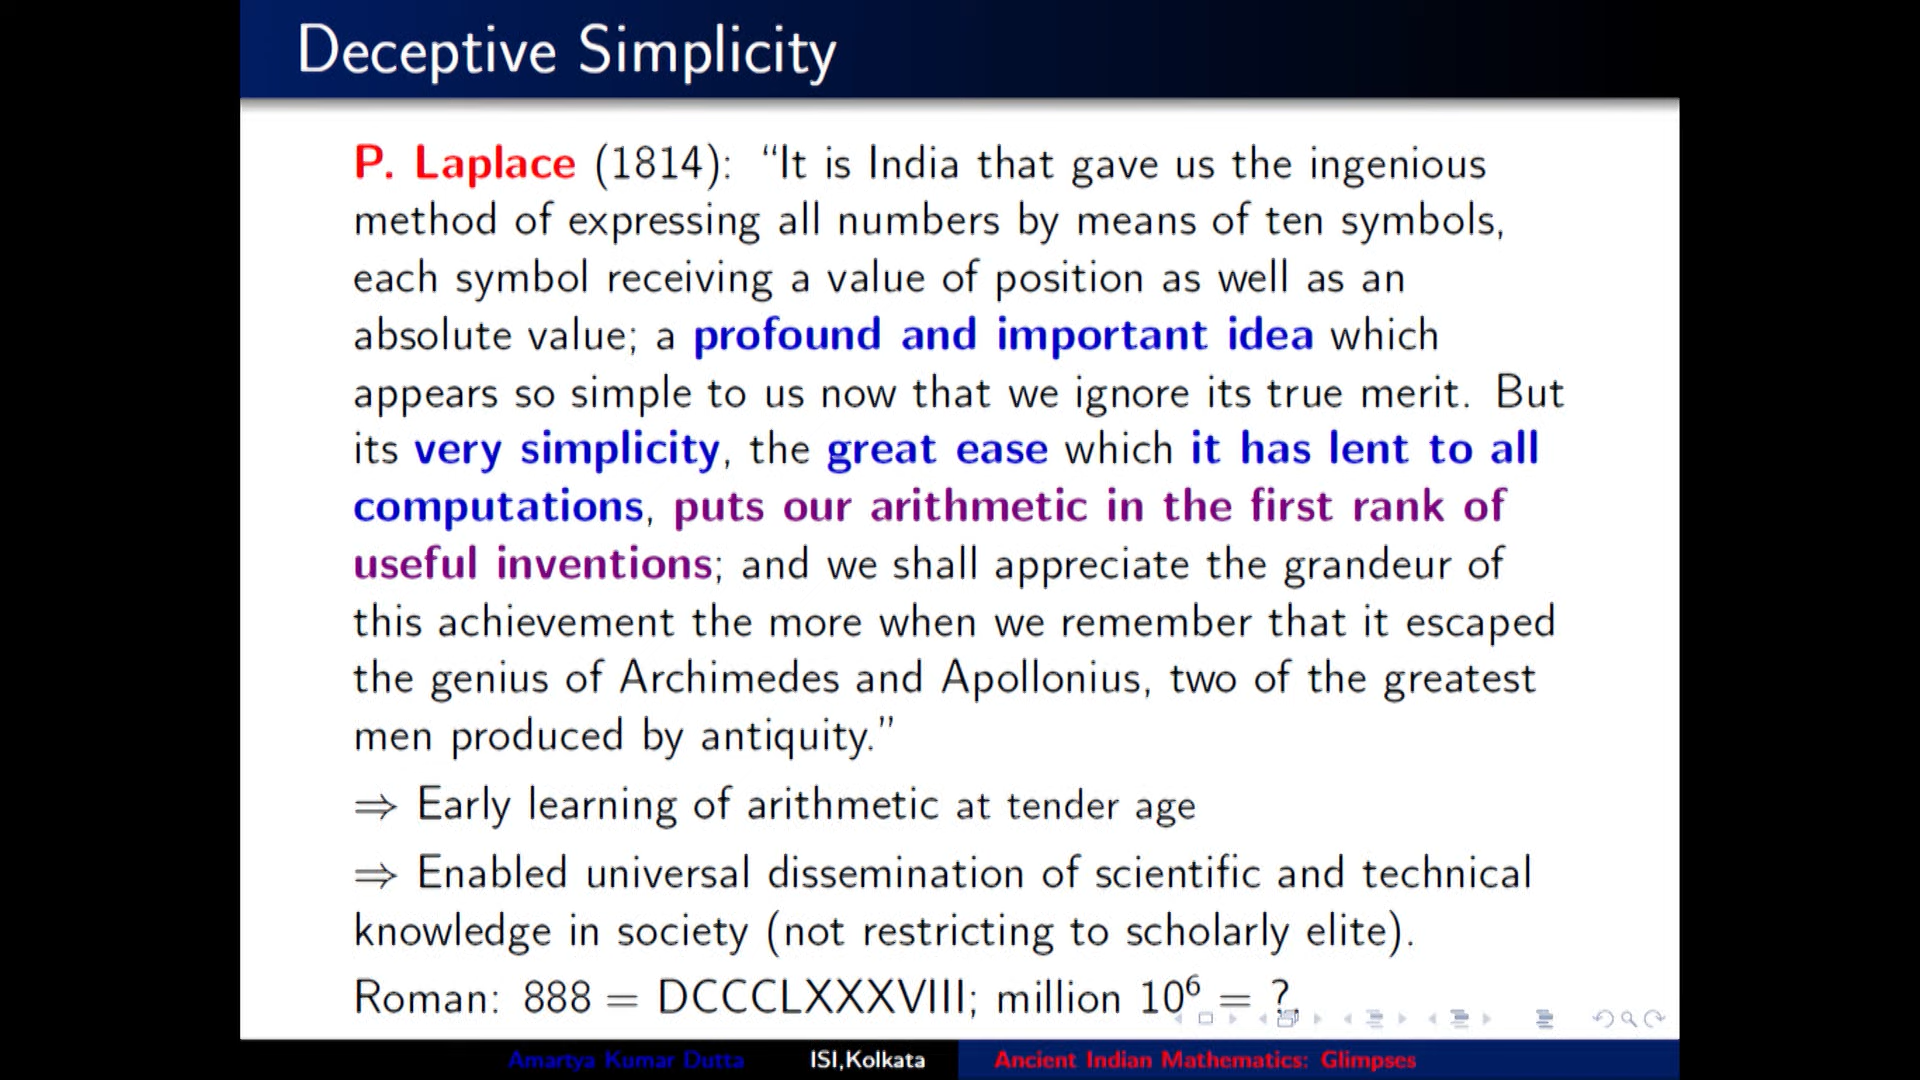 Deceptive Simplicity
P. Laplace (1814): “It is India that gave us the ingenious
method of expressing all numbers by means of ten symbols,
each symbol receiving a value of position as well as an
absolute value; a profound and important idea which
appears so simple to us now that we ignore its true merit. But
its very simplicity, the great ease which it has lent to all
computations, puts our arithmetic in the first rank of
useful inventions; and we shall appreciate the grandeur of
this achievement the more when we remember that it escaped
the genius of Archimedes and Apollonius, two of the greatest
men produced by antiquity.”
⇒ Early learning of arithmetic at tender age
⇒ Enabled universal dissemination of scientific and technical
knowledge in society (not restricting to scholarly elite).
Roman: 888 = DCCCLXXXVIII; million 10⁶ = ?
Amartya Kumar Dutta ISI,Kolkata Ancient Indian Mathematics: Glimpses